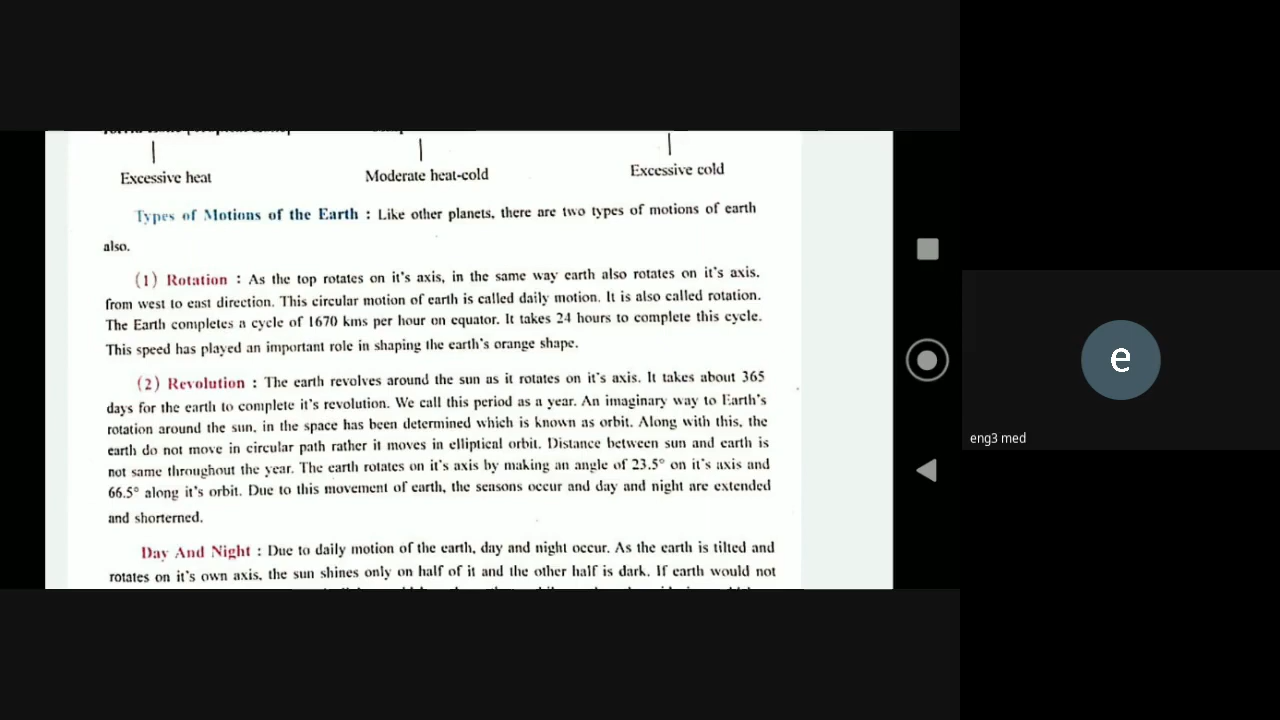 Excessive heat
Moderate heat-cold
Excessive cold
Types of Motions of the Earth : Like other planets, there are two types of motions of earth
also.
(1) Rotation : As the top rotates on it's axis, in the same way earth also rotates on it's axis.
from west to east direction. This circular motion of earth is called daily motion. It is also called rotation.
The Earth completes a cycle of 1670 kms per hour on equator. It takes 24 hours to complete this cycle.
This speed has played an important role in shaping the earth's orange shape.
(2) Revolution : The earth revolves around the sun as it rotates on it's axis. It takes about 365
days for the earth to complete it's revolution. We call this period as a year. An imaginary way to Earth's
rotation around the sun, in the space has been determined which is known as orbit. Along with this, the
earth do not move in circular path rather it moves in elliptical orbit. Distance between sun and earth is
not same throughout the year. The earth rotates on it's axis by making an angle of 23.5° on it's axis and
66.5° along it's orbit. Due to this movement of earth, the seasons occur and day and night are extended
and shorterned.
Day And Night : Due to daily motion of the earth, day and night occur. As the earth is tilted and
rotates on it's own axis, the sun shines only on half of it and the other half is dark. If earth would not
e
eng3 med